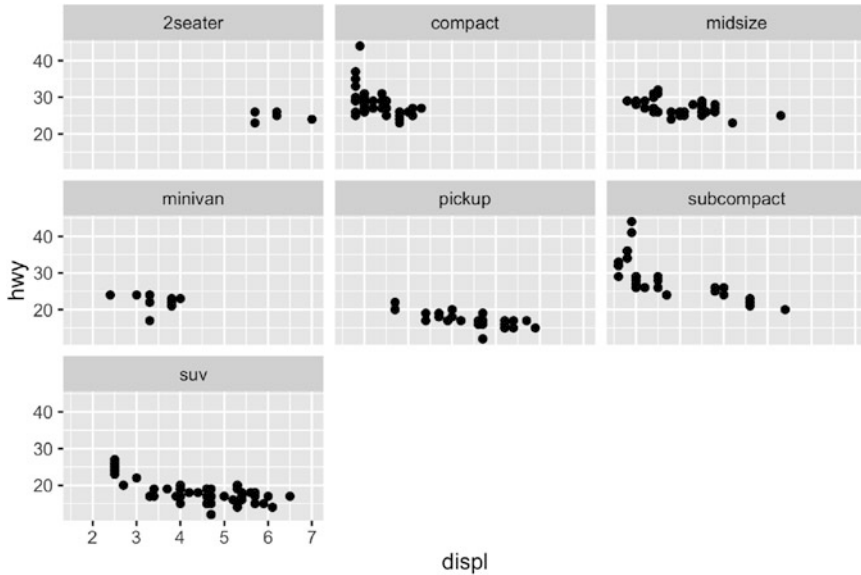 2seater compact midsize
40
30
20
minivan pickup subcompact
40
30
20
hwy
suv
40
30
20
2 3 4 5 6 7
displ